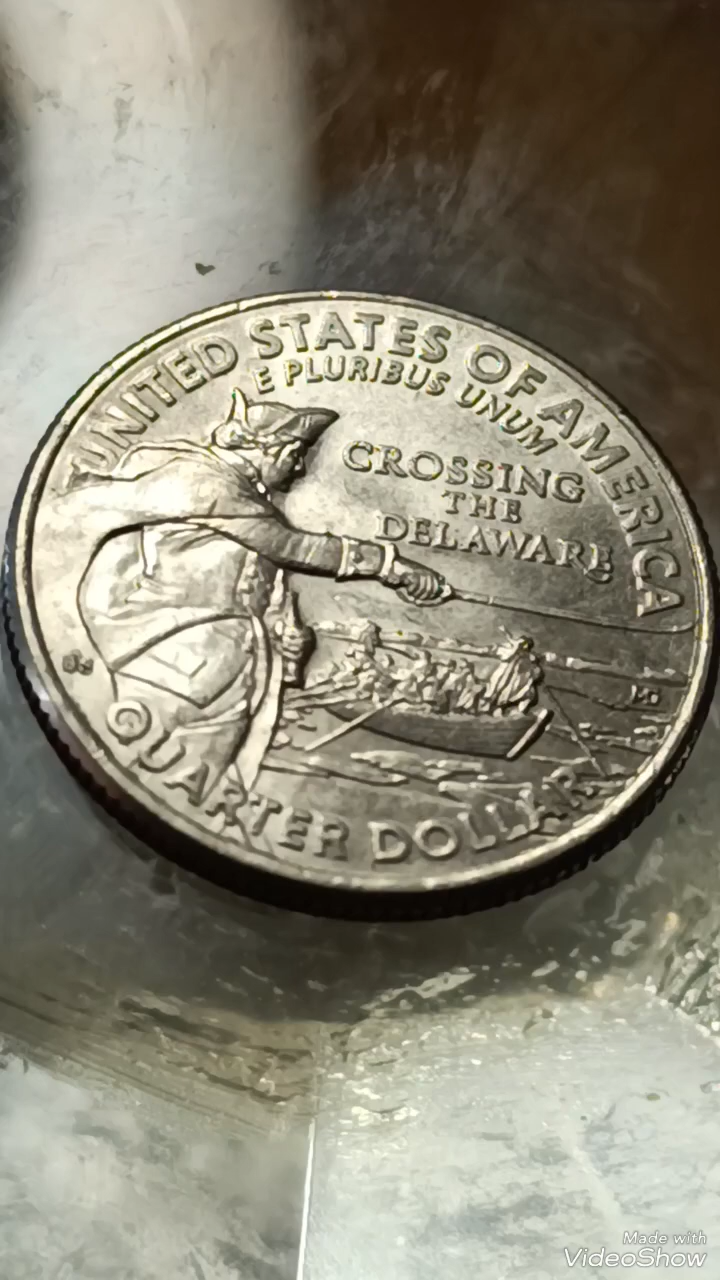 UNITED STATES OF AMERICA
E PLURIBUS UNUM
CROSSING
THE
DELAWARE
QUARTER DOLLAR
Made with
VideoShow